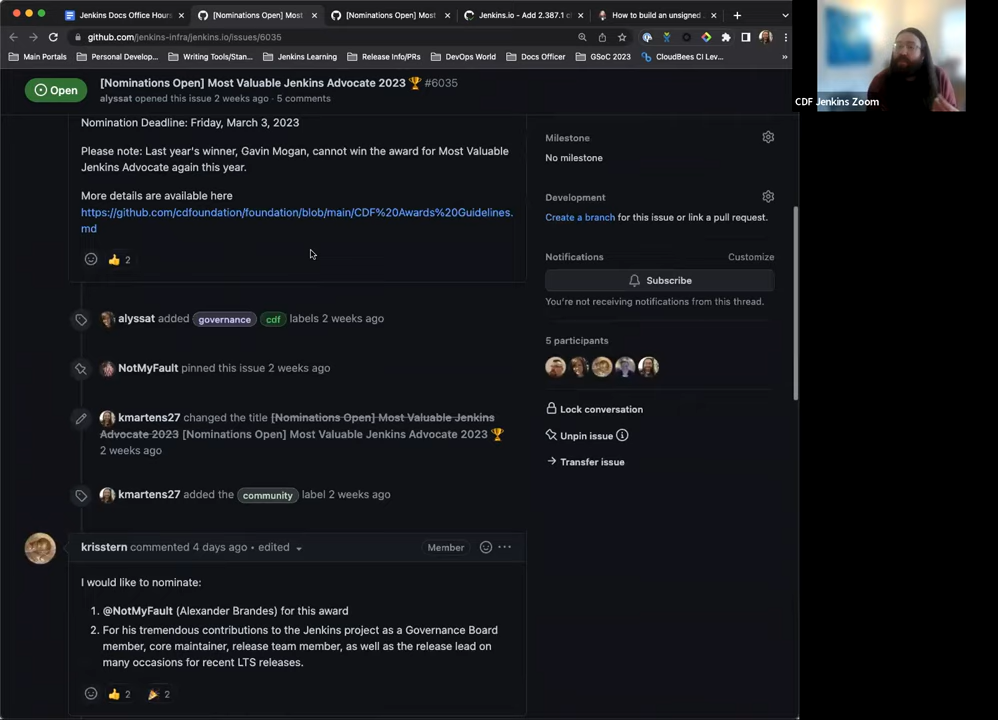 Jenkins Docs Office Hours
[Nominations Open] Most
[Nominations Open] Most
Jenkins.io - Add 2.387.1 c
How to build an unsigned
github.com/jenkins-infra/jenkins.io/issues/6035
Main Portals
Personal Develop...
Writing Tools/Stan...
Jenkins Learning
Release Info/PRs
DevOps World
Docs Officer
GSoC 2023
CloudBees CI Lev...
CDF Jenkins Zoom
Open
[Nominations Open] Most Valuable Jenkins Advocate 2023 🏆 #6035
alyssat opened this issue 2 weeks ago · 5 comments
Nomination Deadline: Friday, March 3, 2023
Please note: Last year's winner, Gavin Mogan, cannot win the award for Most Valuable
Jenkins Advocate again this year.
More details are available here
https://github.com/cdfoundation/foundation/blob/main/CDF%20Awards%20Guidelines.
md
👍 2
alyssat added governance cdf labels 2 weeks ago
NotMyFault pinned this issue 2 weeks ago
kmartens27 changed the title [Nominations Open] Most Valuable Jenkins
Advocate 2023 [Nominations Open] Most Valuable Jenkins Advocate 2023 🏆
2 weeks ago
kmartens27 added the community label 2 weeks ago
krisstern commented 4 days ago · edited
Member
I would like to nominate:
1. @NotMyFault (Alexander Brandes) for this award
2. For his tremendous contributions to the Jenkins project as a Governance Board
member, core maintainer, release team member, as well as the release lead on
many occasions for recent LTS releases.
👍 2 🎉 2
Milestone
No milestone
Development
Create a branch for this issue or link a pull request.
Notifications
Customize
Subscribe
You're not receiving notifications from this thread.
5 participants
Lock conversation
Unpin issue
Transfer issue